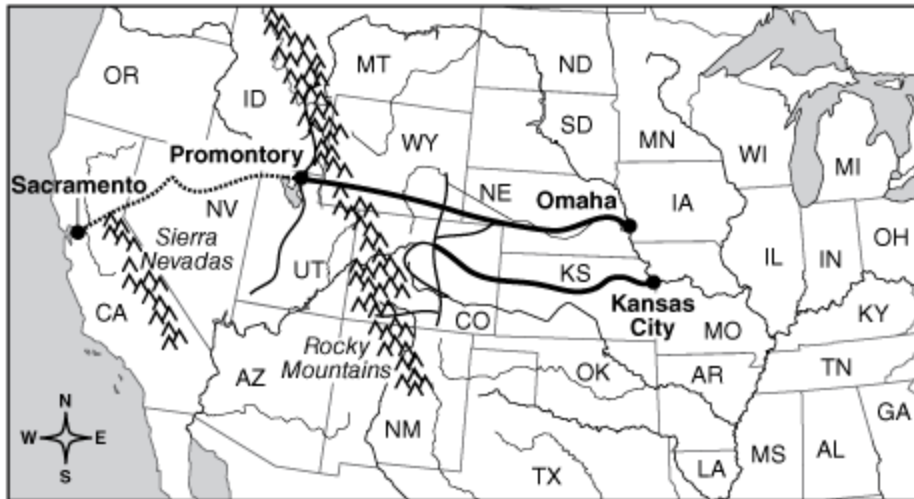 OR
ID
MT
ND
MN
WI
MI
SD
WY
Promontory
Sacramento
NV
NE
Omaha
IA
Sierra
Nevadas
UT
KS
IL
IN
OH
CA
CO
Kansas
City
MO
KY
Rocky
Mountains
AZ
OK
AR
TN
NM
TX
LA
MS
AL
GA
N
W E
S